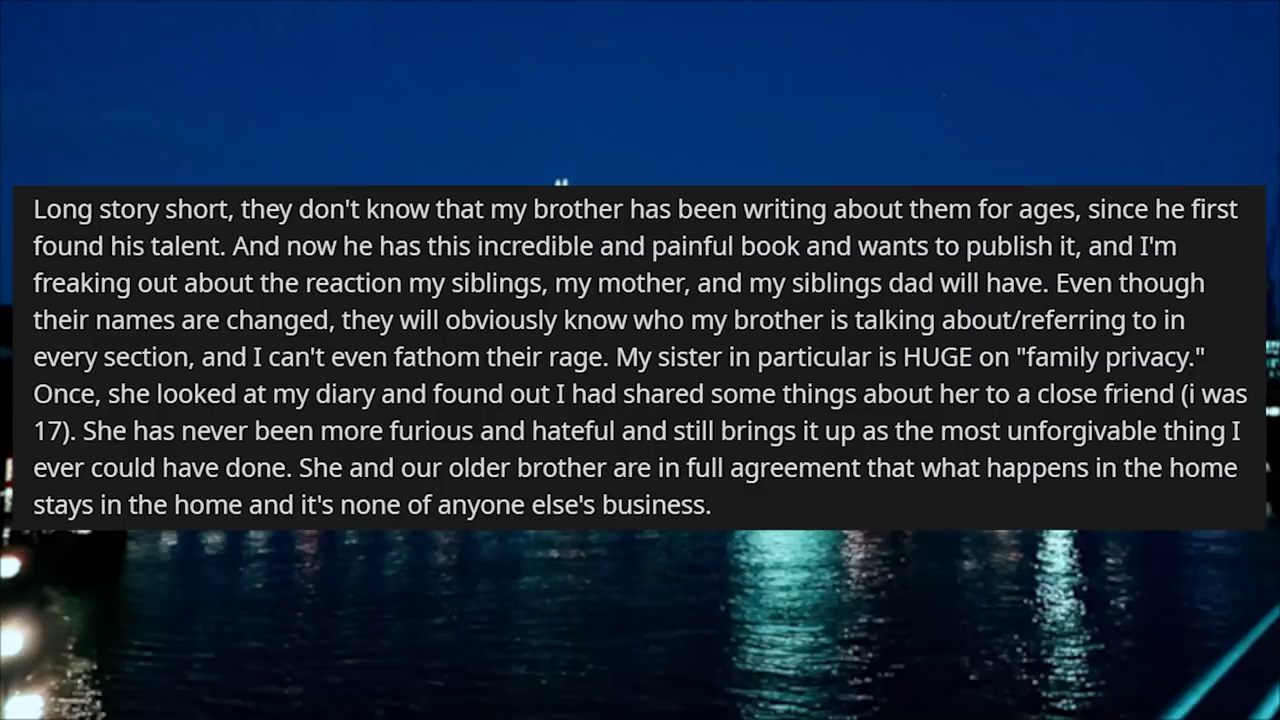 Long story short, they don't know that my brother has been writing about them for ages, since he first
found his talent. And now he has this incredible and painful book and wants to publish it, and I'm
freaking out about the reaction my siblings, my mother, and my siblings dad will have. Even though
their names are changed, they will obviously know who my brother is talking about/referring to in
every section, and I can't even fathom their rage. My sister in particular is HUGE on "family privacy."
Once, she looked at my diary and found out I had shared some things about her to a close friend (i was
17). She has never been more furious and hateful and still brings it up as the most unforgivable thing I
ever could have done. She and our older brother are in full agreement that what happens in the home
stays in the home and it's none of anyone else's business.